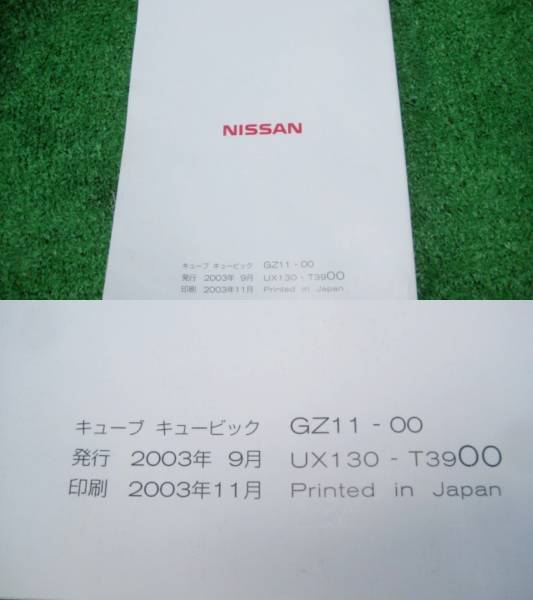 NISSAN
キューブ キュービック GZ11 - 00
発行 2003年 9月 UX130 - T3900
印刷 2003年11月 Printed in Japan
キューブ キュービック GZ11 - 00
発行 2003年 9月 UX130 - T3900
印刷 2003年11月 Printed in Japan